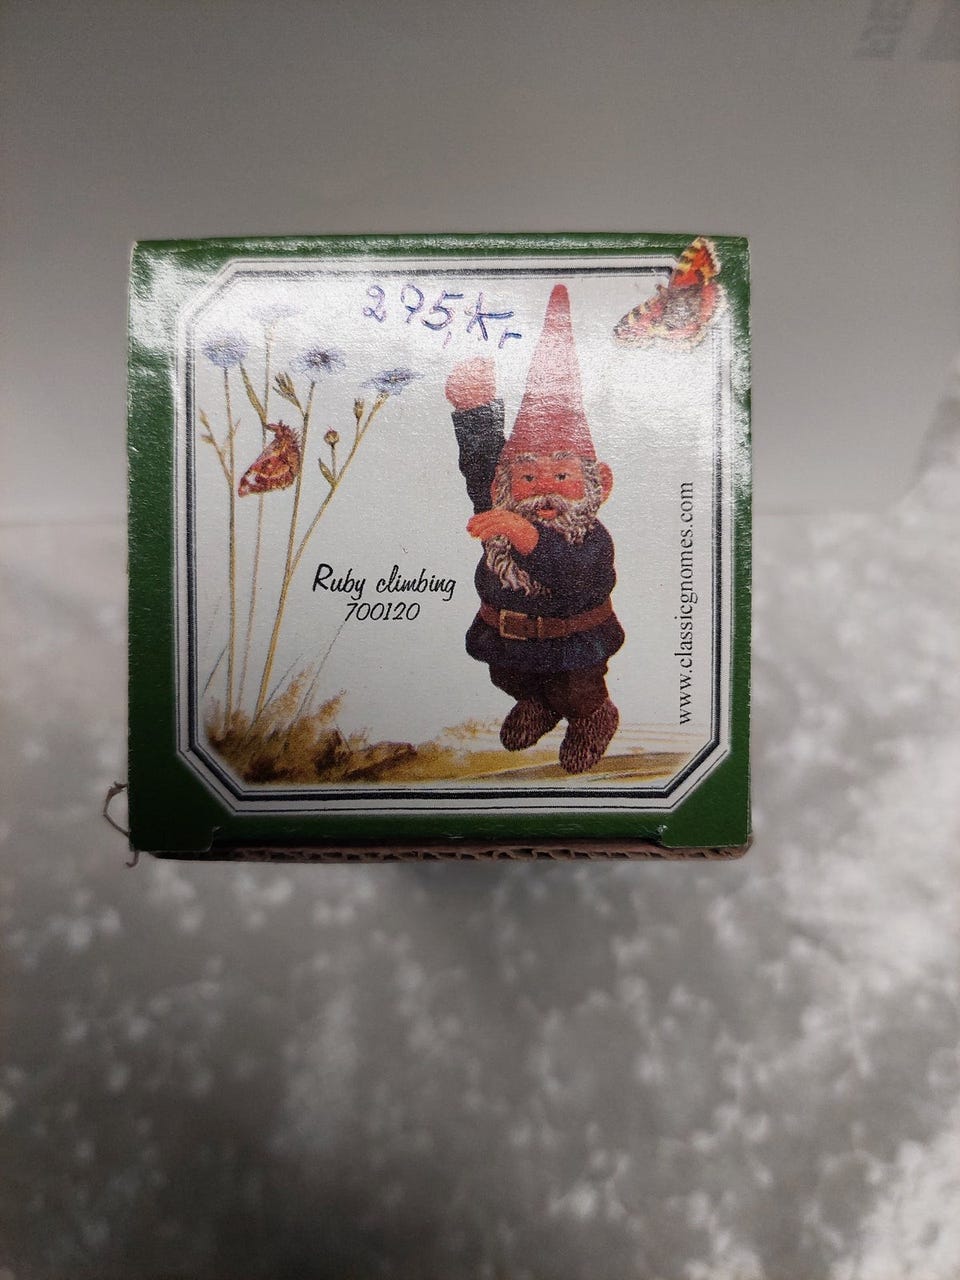 295,kr
Ruby climbing
700120
www.classicgnomes.com